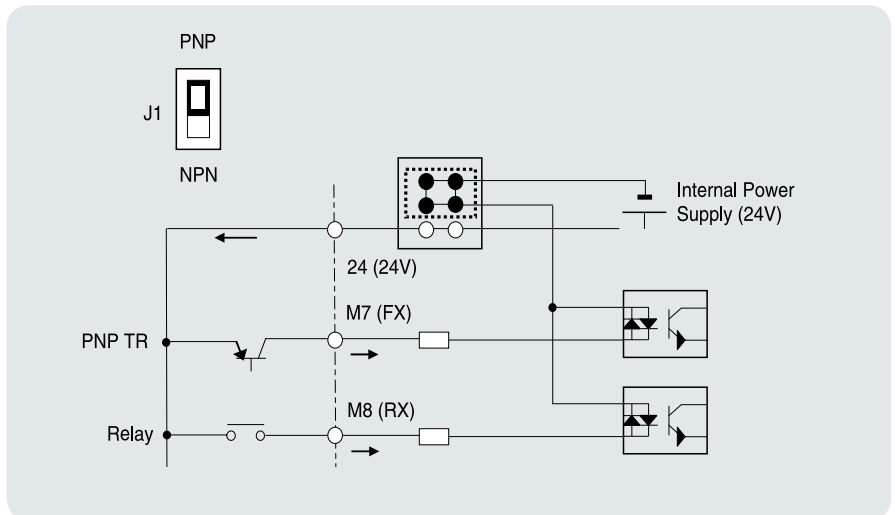 PNP
J1
NPN
Internal Power
Supply (24V)
24 (24V)
M7 (FX)
PNP TR
M8 (RX)
Relay